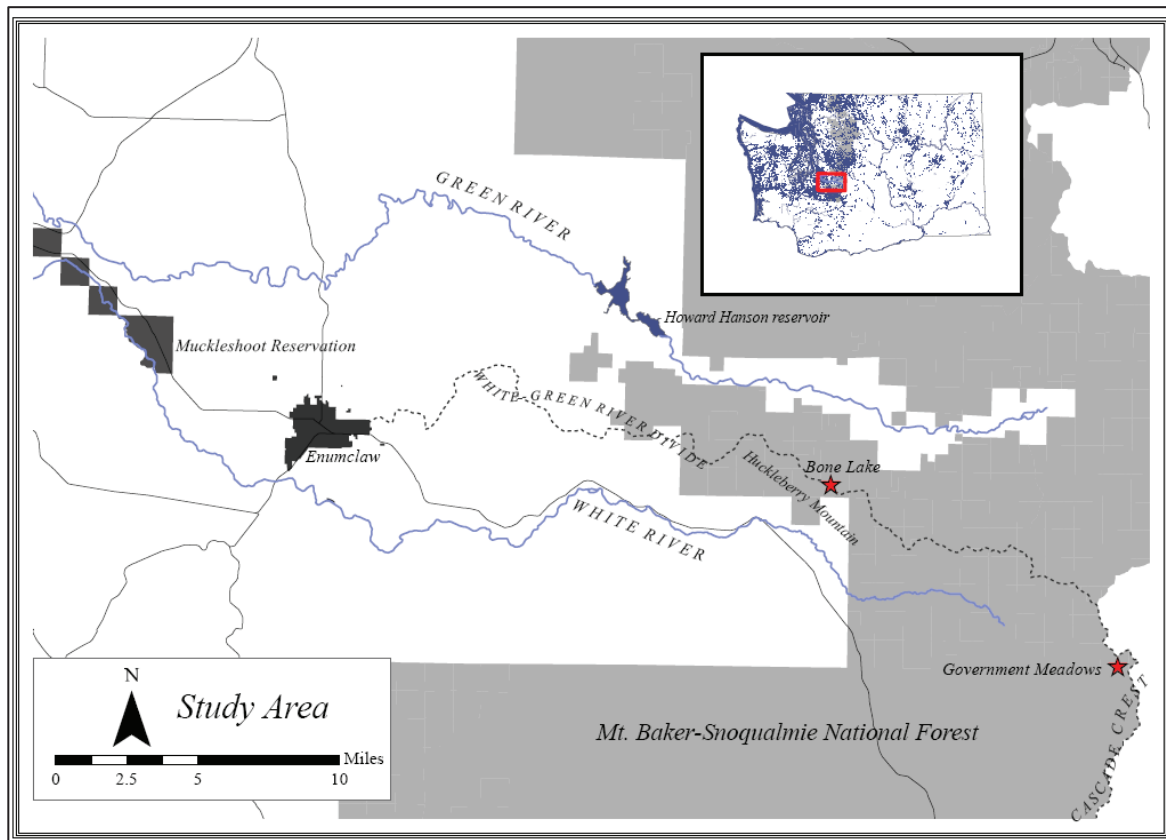 GREEN RIVER
Howard Hanson reservoir
Muckleshoot Reservation
WHITE-GREEN RIVER DIVIDE
Enumclaw
Bone Lake
Huckleberry Mountain
WHITE RIVER
Government Meadows
CASCADE CREST
Mt. Baker-Snoqualmie National Forest
N
Study Area
Miles
0 2.5 5 10